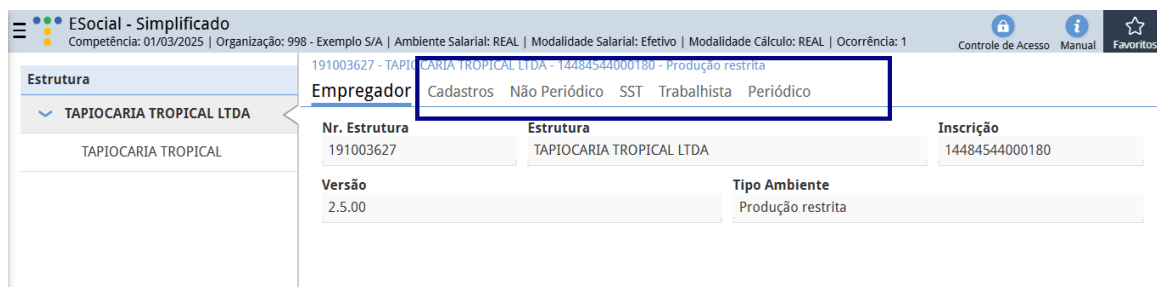 ESocial - Simplificado
Competência: 01/03/2025 | Organização: 998 - Exemplo S/A | Ambiente Salarial: REAL | Modalidade Salarial: Efetivo | Modalidade Cálculo: REAL | Ocorrência: 1
Controle de Acesso Manual Favoritos
Estrutura
TAPIOCARIA TROPICAL LTDA
TAPIOCARIA TROPICAL
191003627 - TAPIOCARIA TROPICAL LTDA - 14484544000180 - Produção restrita
Empregador Cadastros Não Periódico SST Trabalhista Periódico
Nr. Estrutura Estrutura Inscrição
191003627 TAPIOCARIA TROPICAL LTDA 14484544000180
Versão Tipo Ambiente
2.5.00 Produção restrita